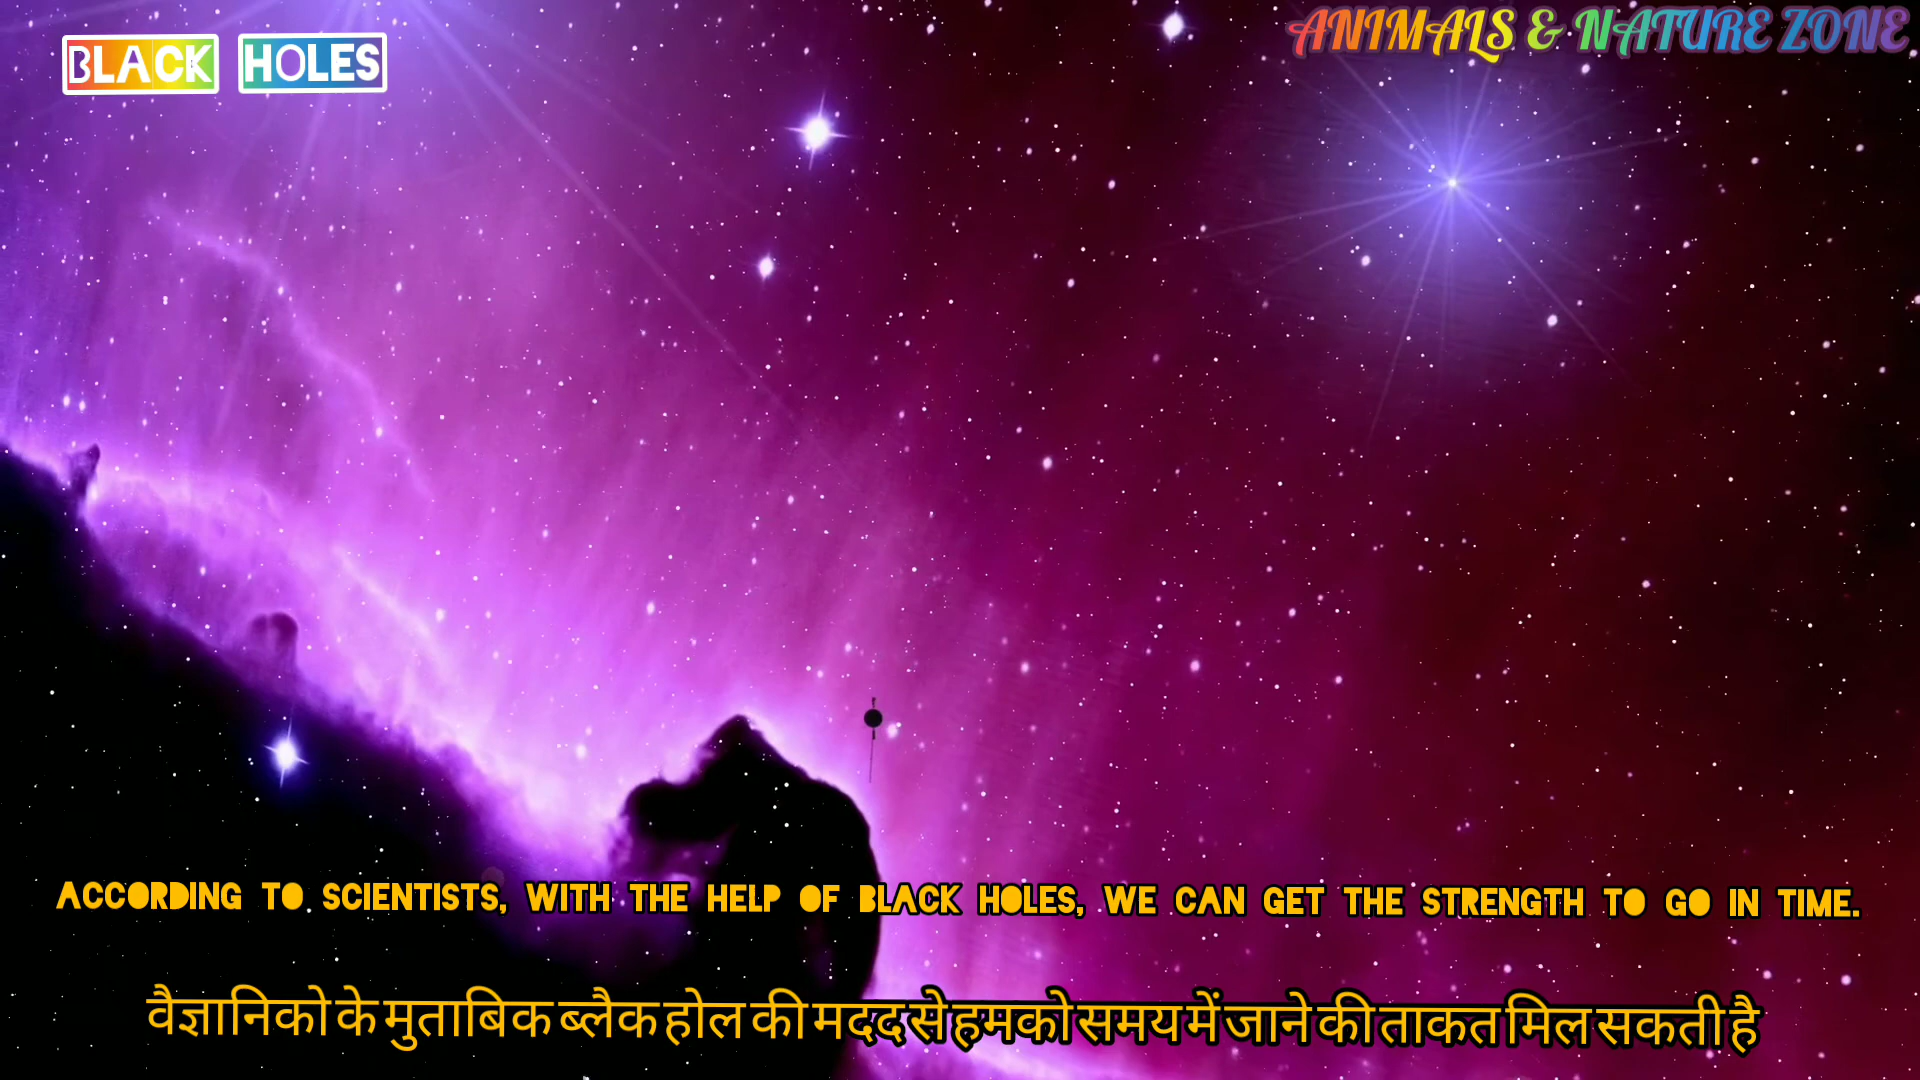 BLACK HOLES
ANIMALS & NATURE ZONE
ACCORDING TO SCIENTISTS, WITH THE HELP OF BLACK HOLES, WE CAN GET THE STRENGTH TO GO IN TIME.
वैज्ञानिको के मुताबिक ब्लैक होल की मदद से हमको समय में जाने की ताकत मिल सकती है